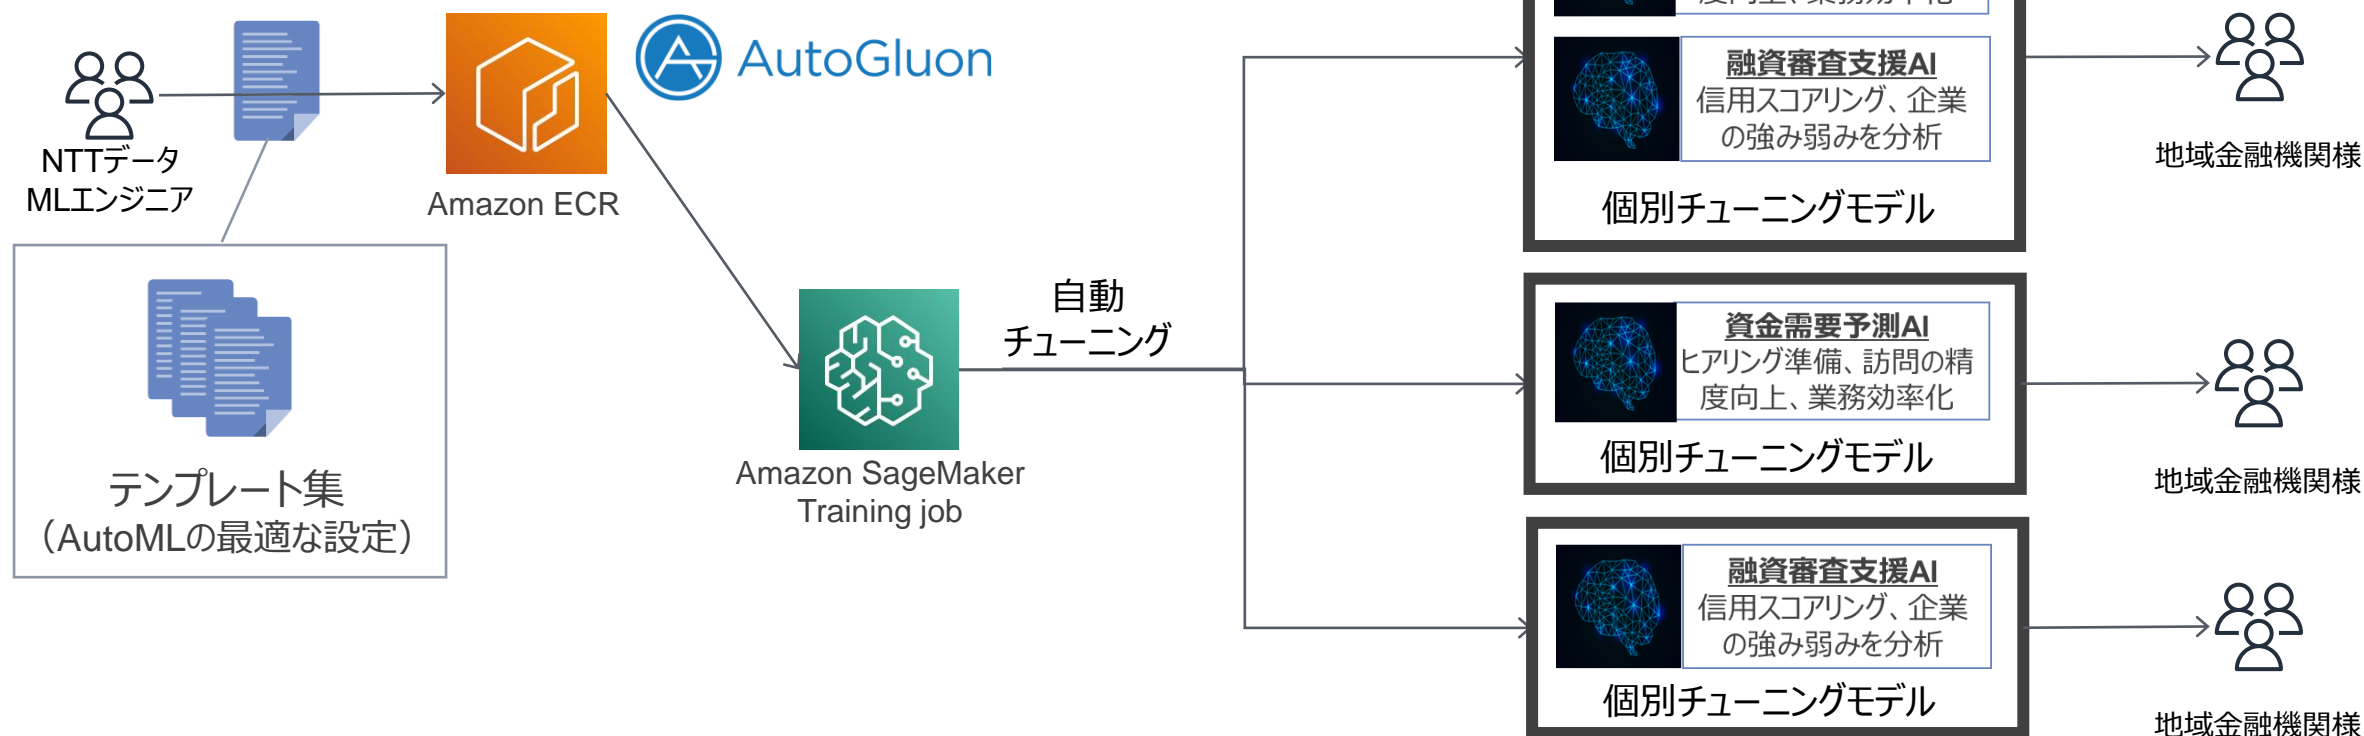 AutoGluon
NTTデータ
MLエンジニア
Amazon ECR
テンプレート集
（AutoMLの最適な設定）
Amazon SageMaker
Training job
自動
チューニング
度向上、業務効率化
融資審査支援AI
信用スコアリング、企業
の強み弱みを分析
個別チューニングモデル
地域金融機関様
資金需要予測AI
ヒアリング準備、訪問の精
度向上、業務効率化
個別チューニングモデル
地域金融機関様
融資審査支援AI
信用スコアリング、企業
の強み弱みを分析
個別チューニングモデル
地域金融機関様